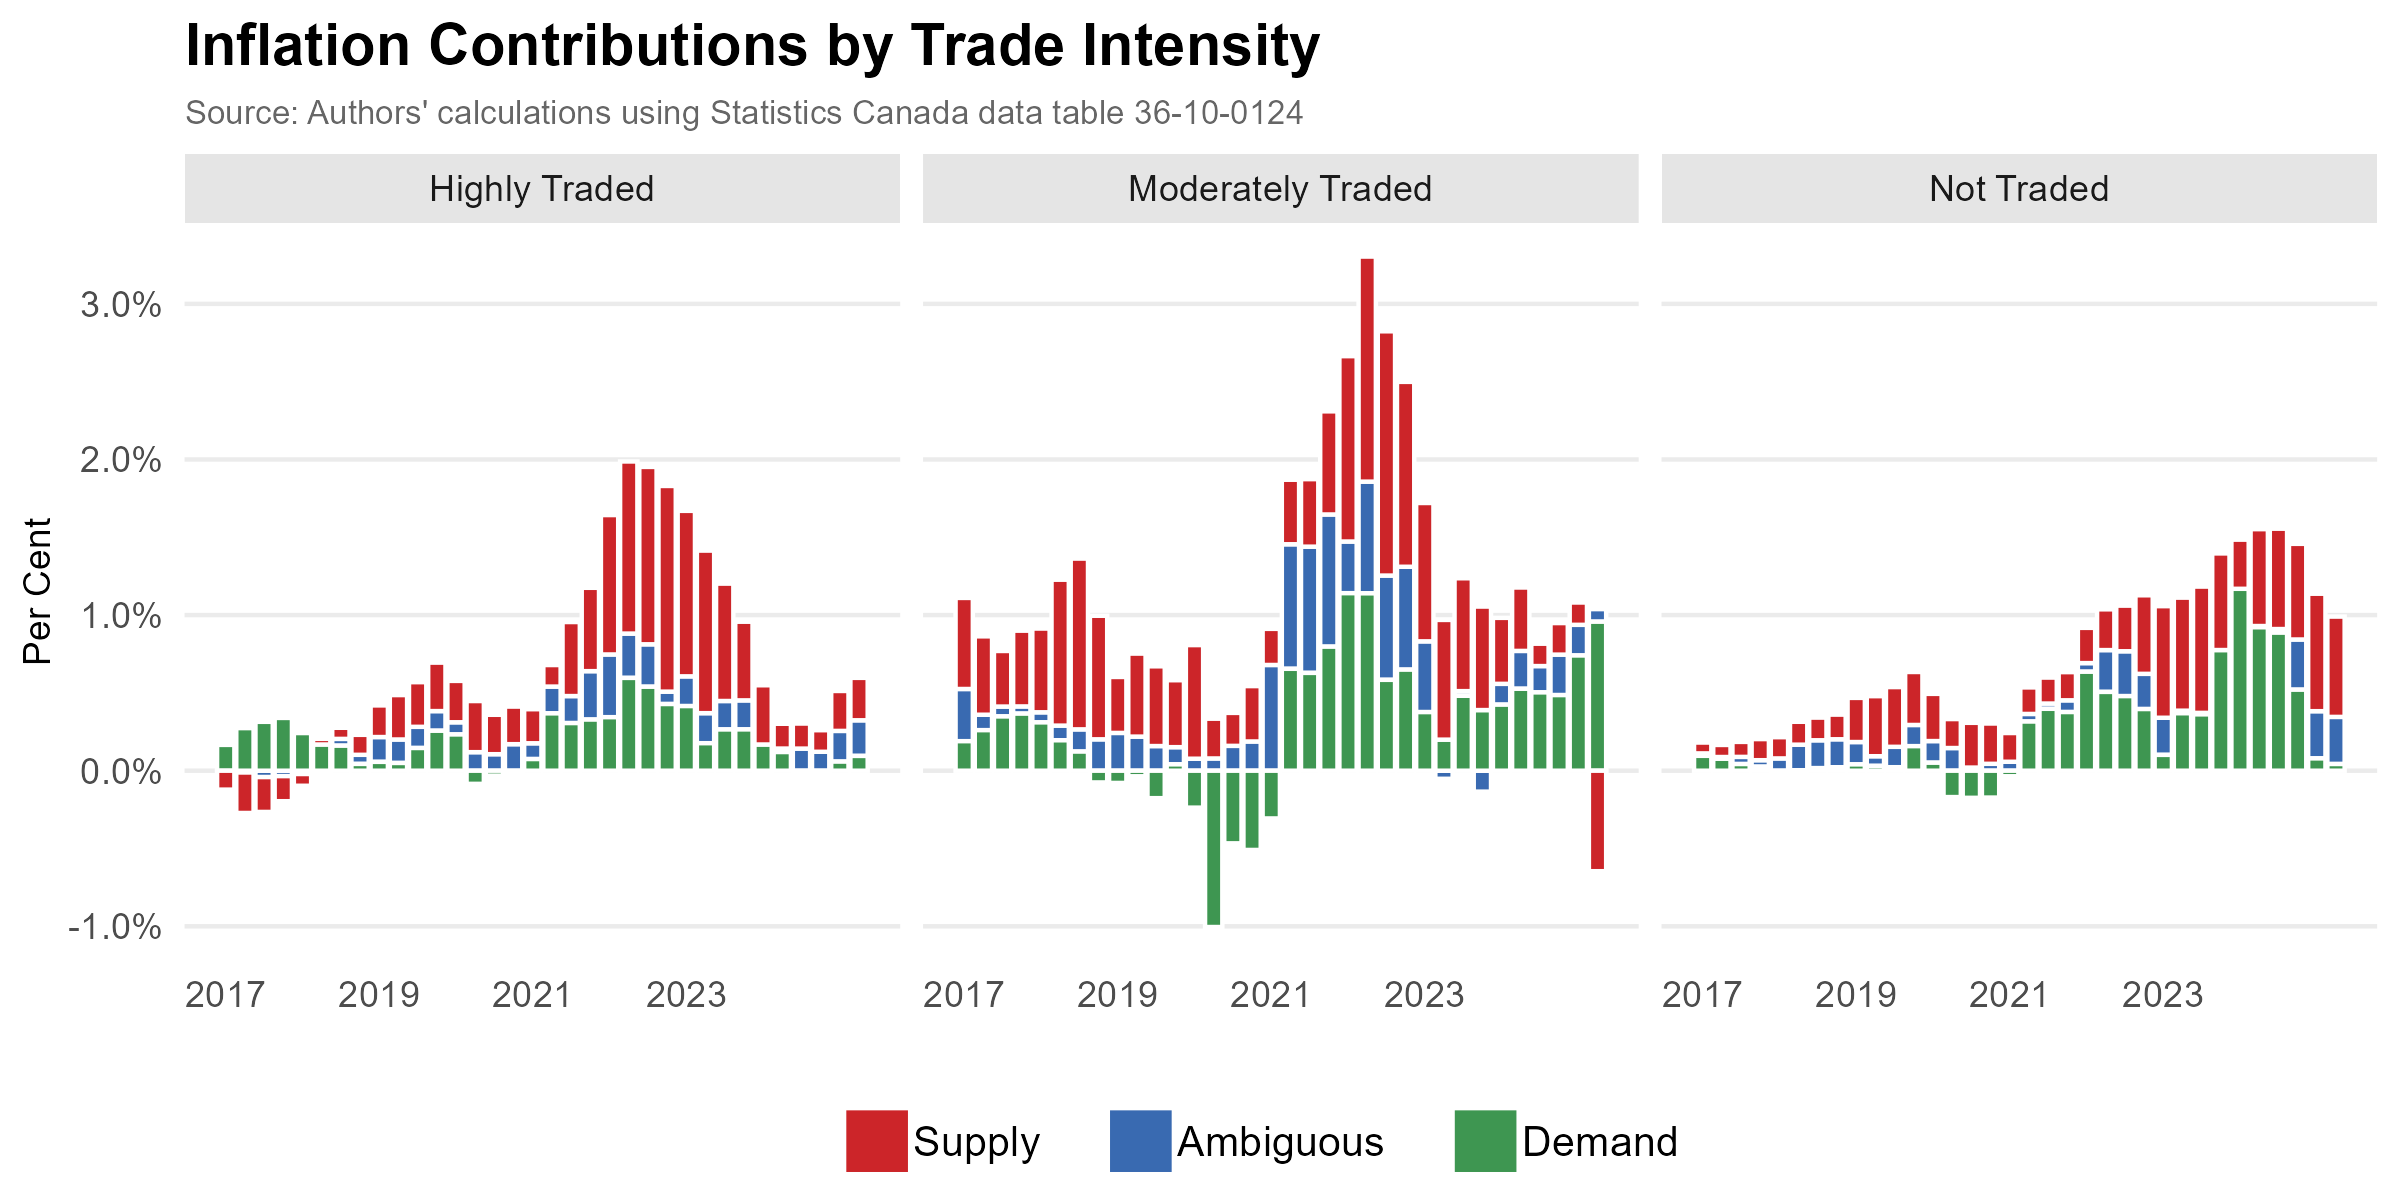 Inflation Contributions by Trade Intensity
Source: Authors' calculations using Statistics Canada data table 36-10-0124
Highly Traded
Moderately Traded
Not Traded
Per Cent
3.0%
2.0%
1.0%
0.0%
-1.0%
2017 2019 2021 2023
2017 2019 2021 2023
2017 2019 2021 2023
Supply
Ambiguous
Demand